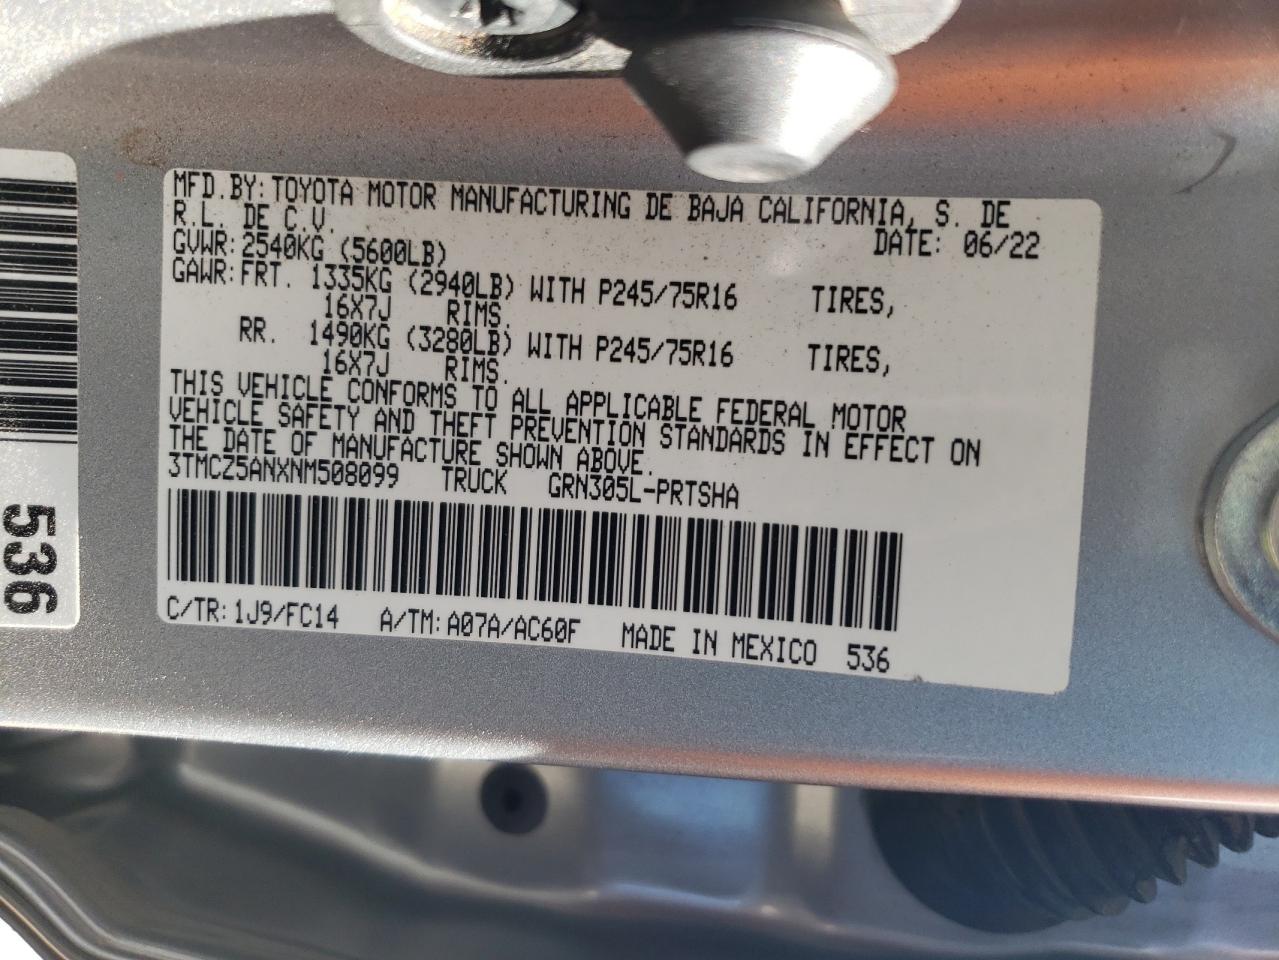 MFD.BY: TOYOTA MOTOR MANUFACTURING DE BAJA CALIFORNIA, S. DE
R.L. DE C.V. DATE: 06/22
GVWR: 2540KG (5600LB)
GAWR: FRT. 1335KG (2940LB) WITH P245/75R16 TIRES,
16X7J RIMS.
RR. 1490KG (3280LB) WITH P245/75R16 TIRES,
16X7J RIMS.
THIS VEHICLE CONFORMS TO ALL APPLICABLE FEDERAL MOTOR
VEHICLE SAFETY AND THEFT PREVENTION STANDARDS IN EFFECT ON
THE DATE OF MANUFACTURE SHOWN ABOVE.
3TMCZ5ANXNM508099 TRUCK GRN305L-PRTSHA
C/TR: 1J9/FC14 A/TM: A07A/AC60F MADE IN MEXICO 536
536